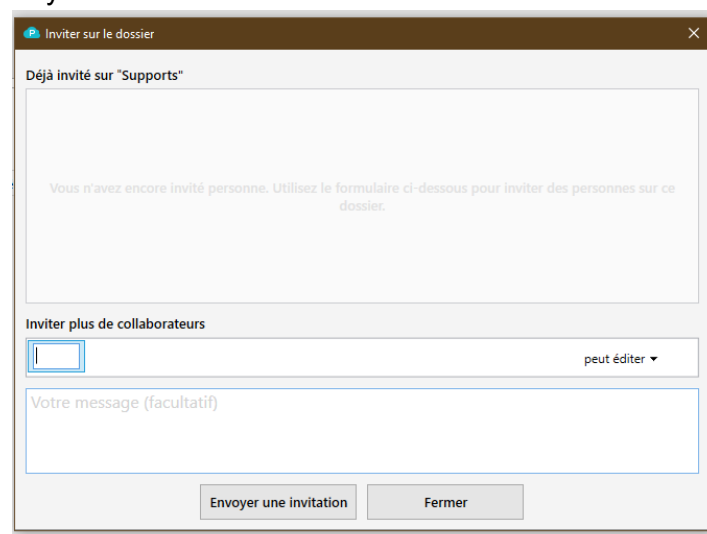 Inviter sur le dossier
Déjà invité sur "Supports"
Vous n'avez encore invité personne. Utilisez le formulaire ci-dessous pour inviter des personnes sur ce
dossier.
Inviter plus de collaborateurs
peut éditer
Votre message (facultatif)
Envoyer une invitation
Fermer